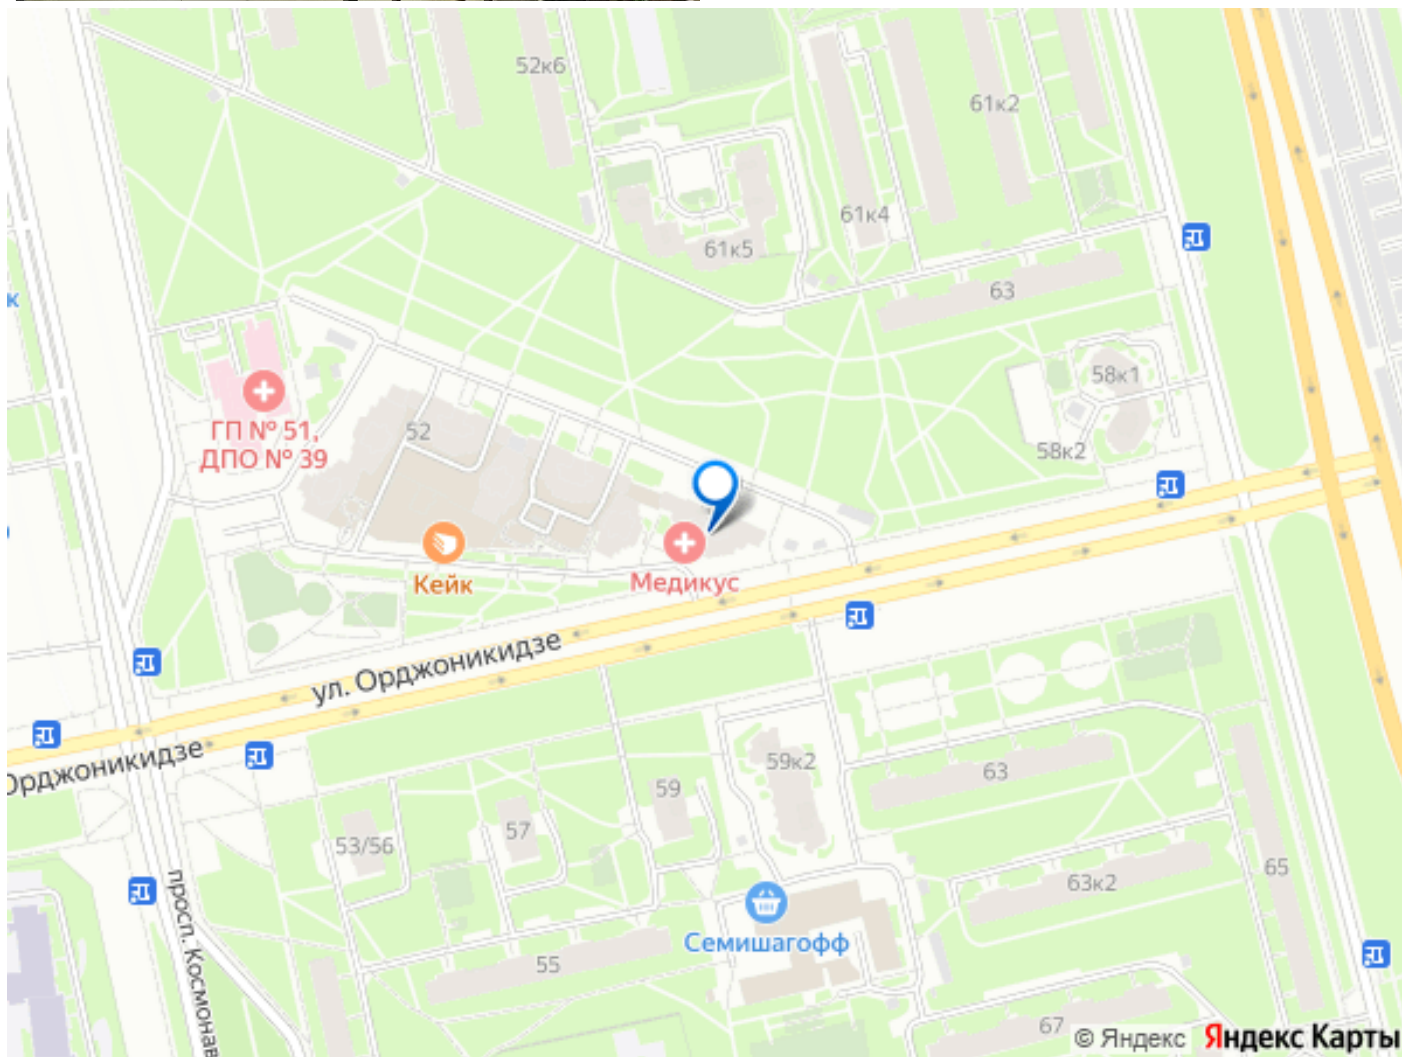 52к6
61к2
61к4
61к5
63
к
58к1
ГП № 51,
ДПО № 39
52
58к2
Кейк
Медикус
ул. Орджоникидзе
Орджоникидзе
59к2
63
59
57
53/56
65
63к2
просп. Космонав
Семишагофф
55
67
© Яндекс Яндекс Карты